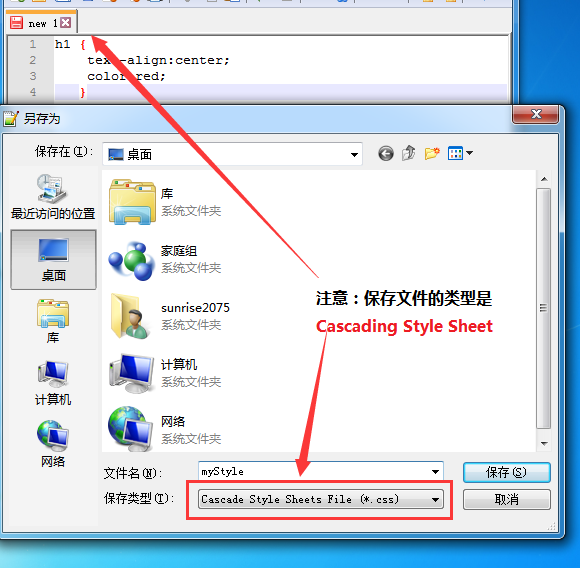 new 1
1 h1 {
2 text-align:center;
3 color:red;
4 }
另存为
保存在(I):
桌面
最近访问的位置
桌面
库
计算机
网络
库
系统文件夹
家庭组
系统文件夹
sunrise2075
系统文件夹
计算机
系统文件夹
网络
系统文件夹
注意：保存文件的类型是
Cascading Style Sheet
文件名(N):
myStyle
保存(S)
保存类型(T):
Cascade Style Sheets File (*.css)
取消